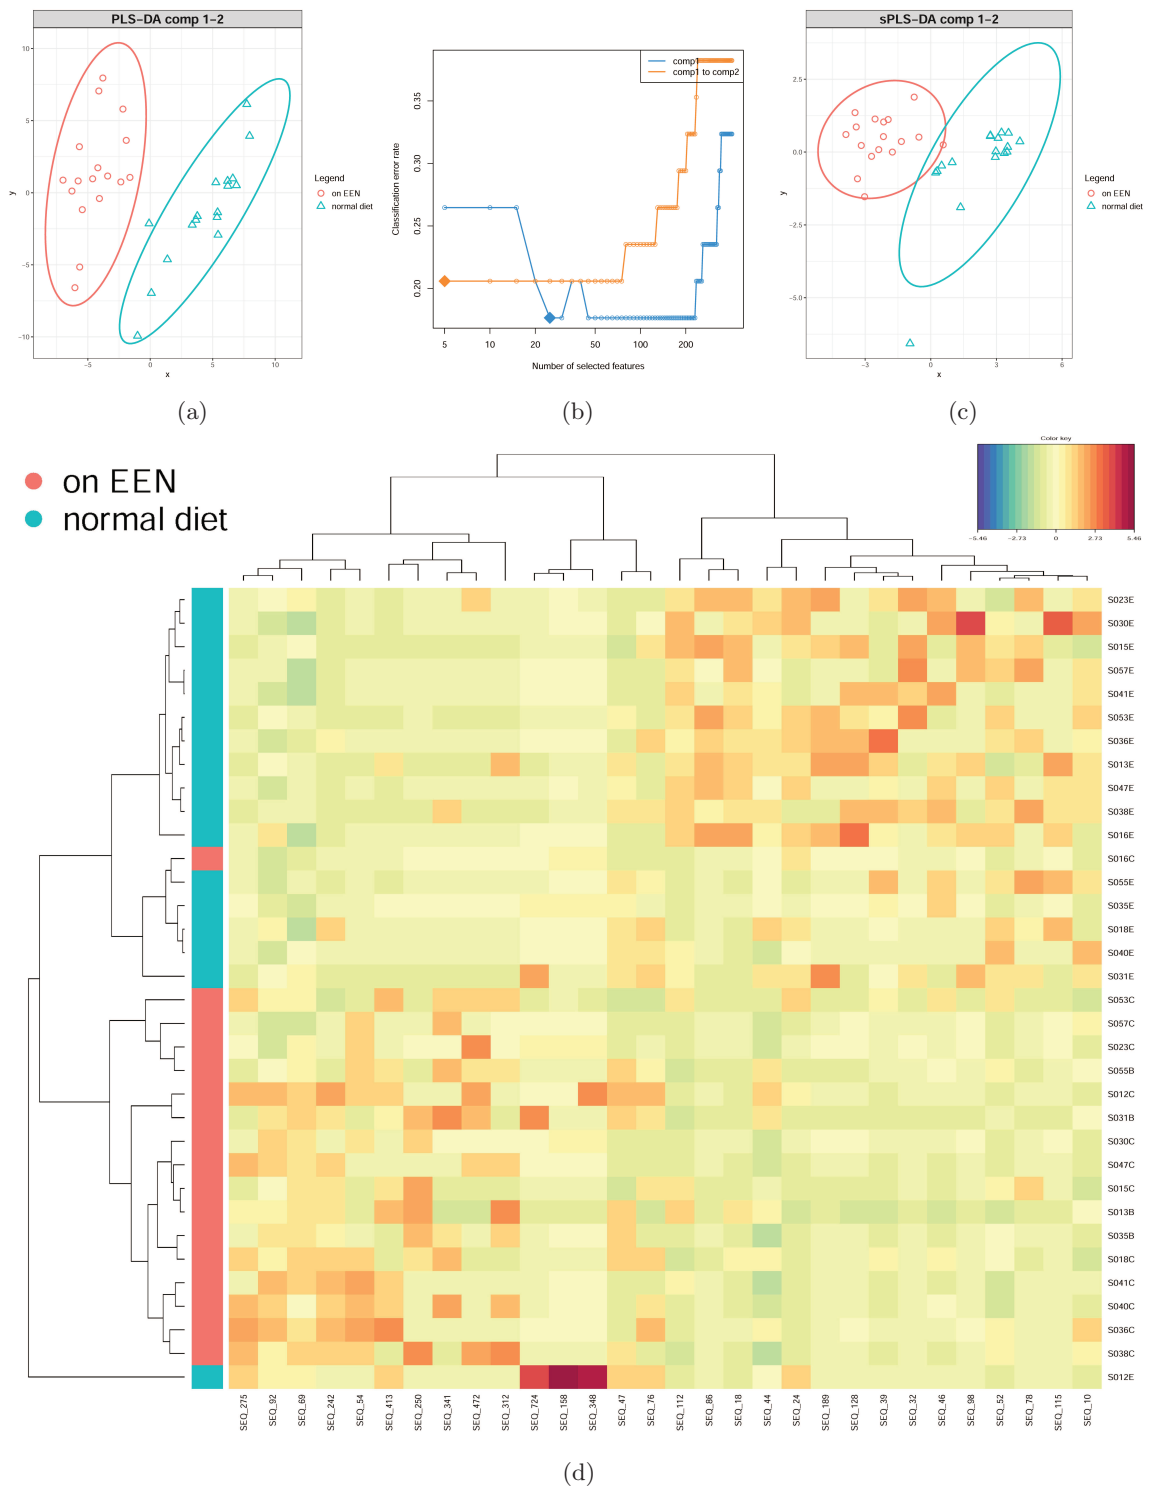 PLS−DA comp 1−2
10
5
0
−5
−10
y
−5
0
5
10
x
Legend
on EEN
normal diet
(a)
comp1
comp1 to comp2
Classification error rate
0.35
0.30
0.25
0.20
5
10
20
50
100
200
Number of selected features
(b)
sPLS−DA comp 1−2
2.5
0.0
−2.5
−5.0
y
−3
0
3
6
x
Legend
on EEN
normal diet
(c)
on EEN
normal diet
Color key
−5.46
−2.73
0
2.73
5.46
S023E
S030E
S015E
S057E
S041E
S053E
S036E
S013E
S047E
S038E
S016E
S016C
S055E
S035E
S018E
S040E
S031E
S053C
S057C
S023C
S055B
S012C
S031B
S030C
S047C
S015C
S013B
S035B
S018C
S041C
S040C
S036C
S038C
S012E
SEQ_275
SEQ_92
SEQ_69
SEQ_242
SEQ_54
SEQ_413
SEQ_250
SEQ_341
SEQ_472
SEQ_312
SEQ_724
SEQ_158
SEQ_348
SEQ_47
SEQ_76
SEQ_112
SEQ_86
SEQ_18
SEQ_44
SEQ_24
SEQ_189
SEQ_128
SEQ_39
SEQ_32
SEQ_46
SEQ_98
SEQ_52
SEQ_78
SEQ_115
SEQ_10
(d)